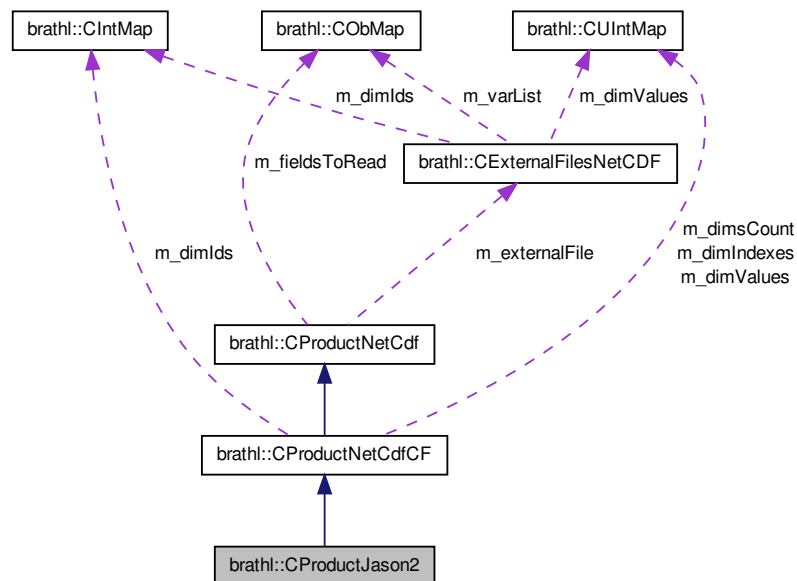 brathl::CIntMap
brathl::CObMap
brathl::CUIntMap
m_dimIds
m_varList
m_dimValues
m_fieldsToRead
brathl::CExternalFilesNetCDF
m_dimIds
m_externalFile
m_dimsCount
m_dimIndexes
m_dimValues
brathl::CProductNetCdf
brathl::CProductNetCdfCF
brathl::CProductJason2